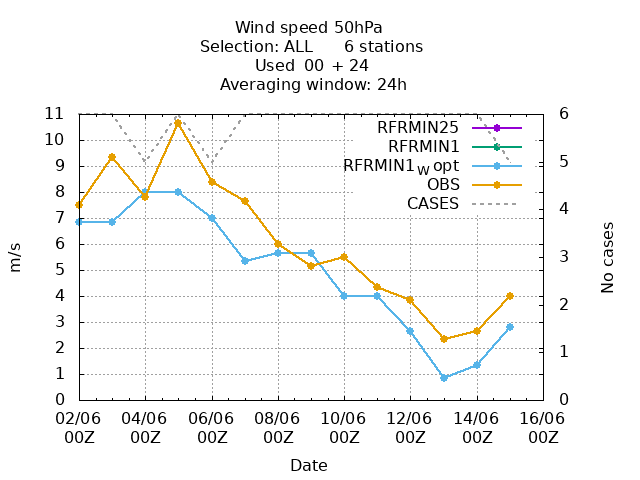 Wind speed 50hPa
Selection: ALL 6 stations
Used 00 + 24
Averaging window: 24h
11
10
9
8
7
6
5
4
3
2
1
0
m/s
RFRMIN25
RFRMIN1
RFRMIN1w opt
OBS
CASES
6
5
4
3
2
1
0
No cases
02/06 04/06 06/06 08/06 10/06 12/06 14/06 16/06
00Z 00Z 00Z 00Z 00Z 00Z 00Z 00Z
Date